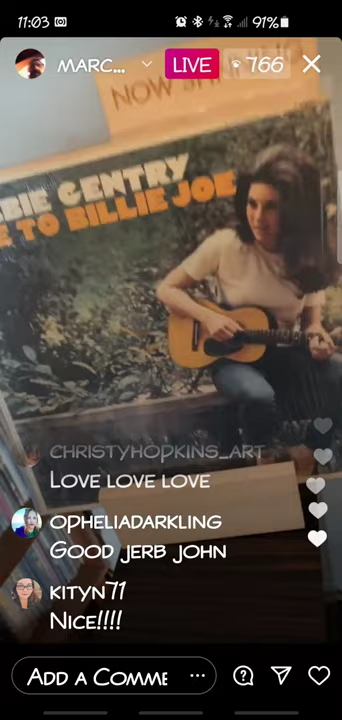 11:03
91%
MARC...
LIVE
766
NOW
BIE GENTRY
E TO BILLIE JOE
CHRISTYHOPKINS_ART
LOVE LOVE LOVE
OPHELIADARKLING
GOOD JERB JOHN
KITYN71
NICE!!!!
ADD A COMME